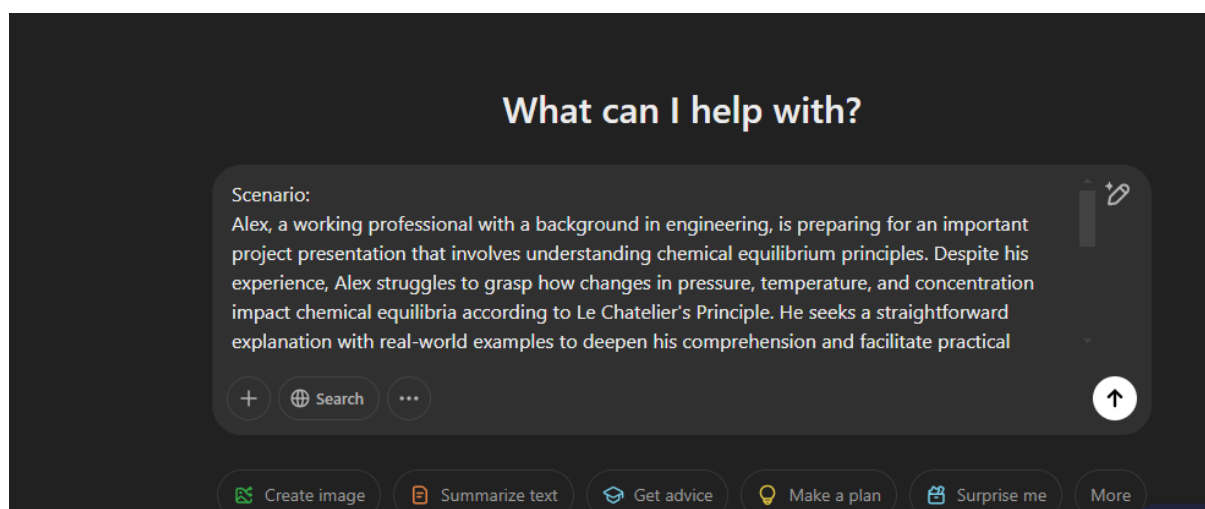 What can I help with?
Scenario:
Alex, a working professional with a background in engineering, is preparing for an important
project presentation that involves understanding chemical equilibrium principles. Despite his
experience, Alex struggles to grasp how changes in pressure, temperature, and concentration
impact chemical equilibria according to Le Chatelier's Principle. He seeks a straightforward
explanation with real-world examples to deepen his comprehension and facilitate practical
Search
Create image Summarize text Get advice Make a plan Surprise me More